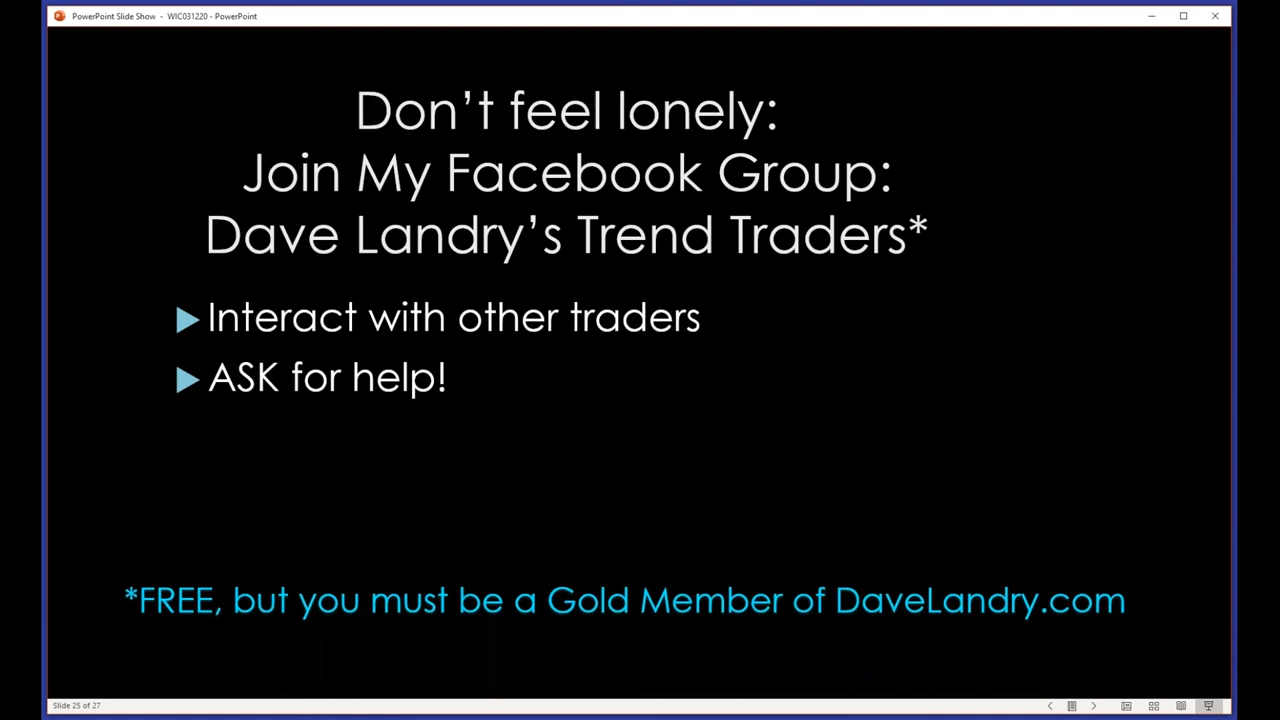 PowerPoint Slide Show - WIC031220 - PowerPoint
Don't feel lonely:
Join My Facebook Group:
Dave Landry's Trend Traders*
Interact with other traders
ASK for help!
*FREE, but you must be a Gold Member of DaveLandry.com
Slide 25 of 27